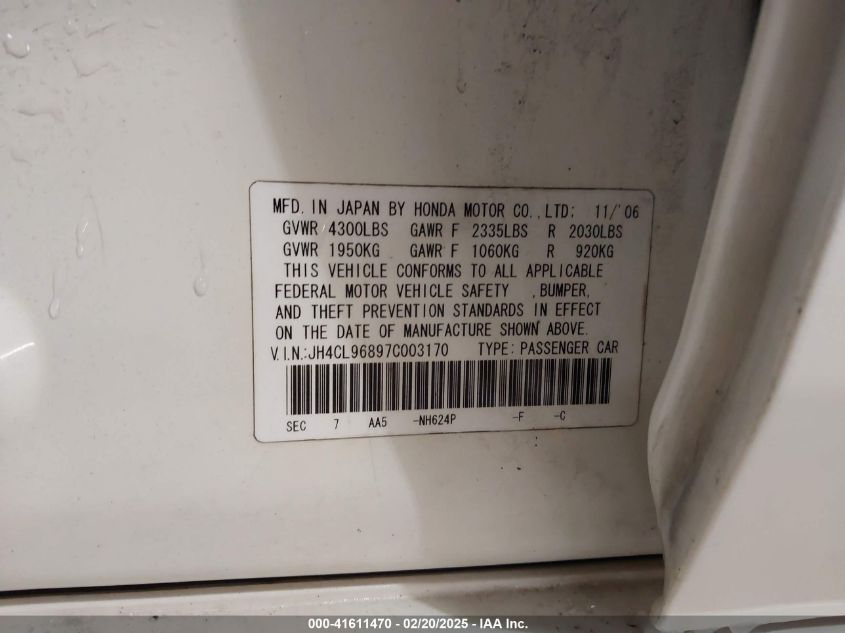 MFD. IN JAPAN BY HONDA MOTOR CO., LTD: 11/'06
GVWR 4300LBS GAWR F 2335LBS R 2030LBS
GVWR 1950KG GAWR F 1060KG R 920KG
THIS VEHICLE CONFORMS TO ALL APPLICABLE
FEDERAL MOTOR VEHICLE SAFETY , BUMPER,
AND THEFT PREVENTION STANDARDS IN EFFECT
ON THE DATE OF MANUFACTURE SHOWN ABOVE.
V.I.N.:JH4CL96897C003170 TYPE: PASSENGER CAR
SEC 7 AA5 -NH624P -F -C
000-41611470 - 02/20/2025 - IAA Inc.